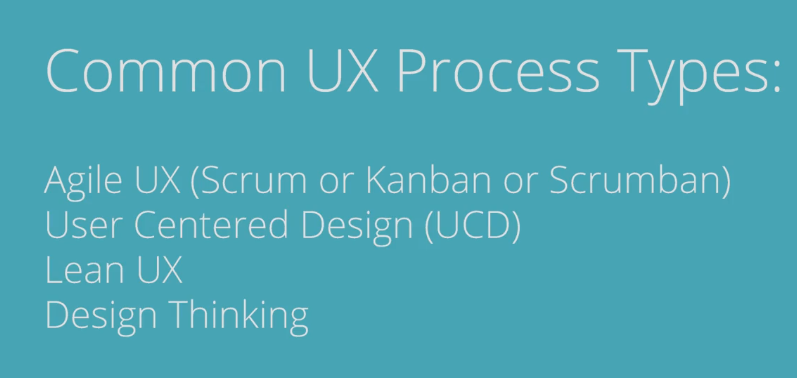 Common UX Process Types:
Agile UX (Scrum or Kanban or Scrumban)
User Centered Design (UCD)
Lean UX
Design Thinking